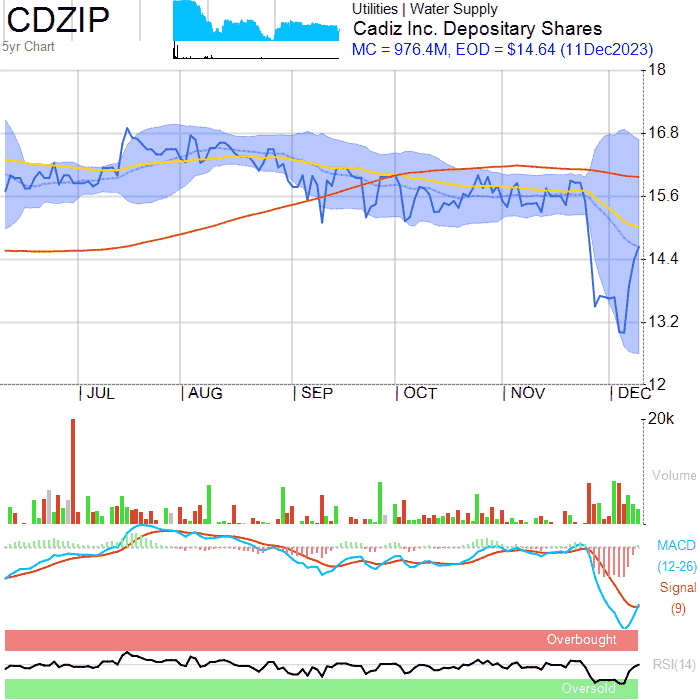 CDZIP
5yr Chart
Utilities | Water Supply
Cadiz Inc. Depositary Shares
MC = 976.4M, EOD = $14.64 (11Dec2023)
18
16.8
15.6
14.4
13.2
12
JUL AUG SEP OCT NOV DEC
20k
Volume
MACD
(12-26)
Signal
(9)
Overbought
RSI(14)
Oversold